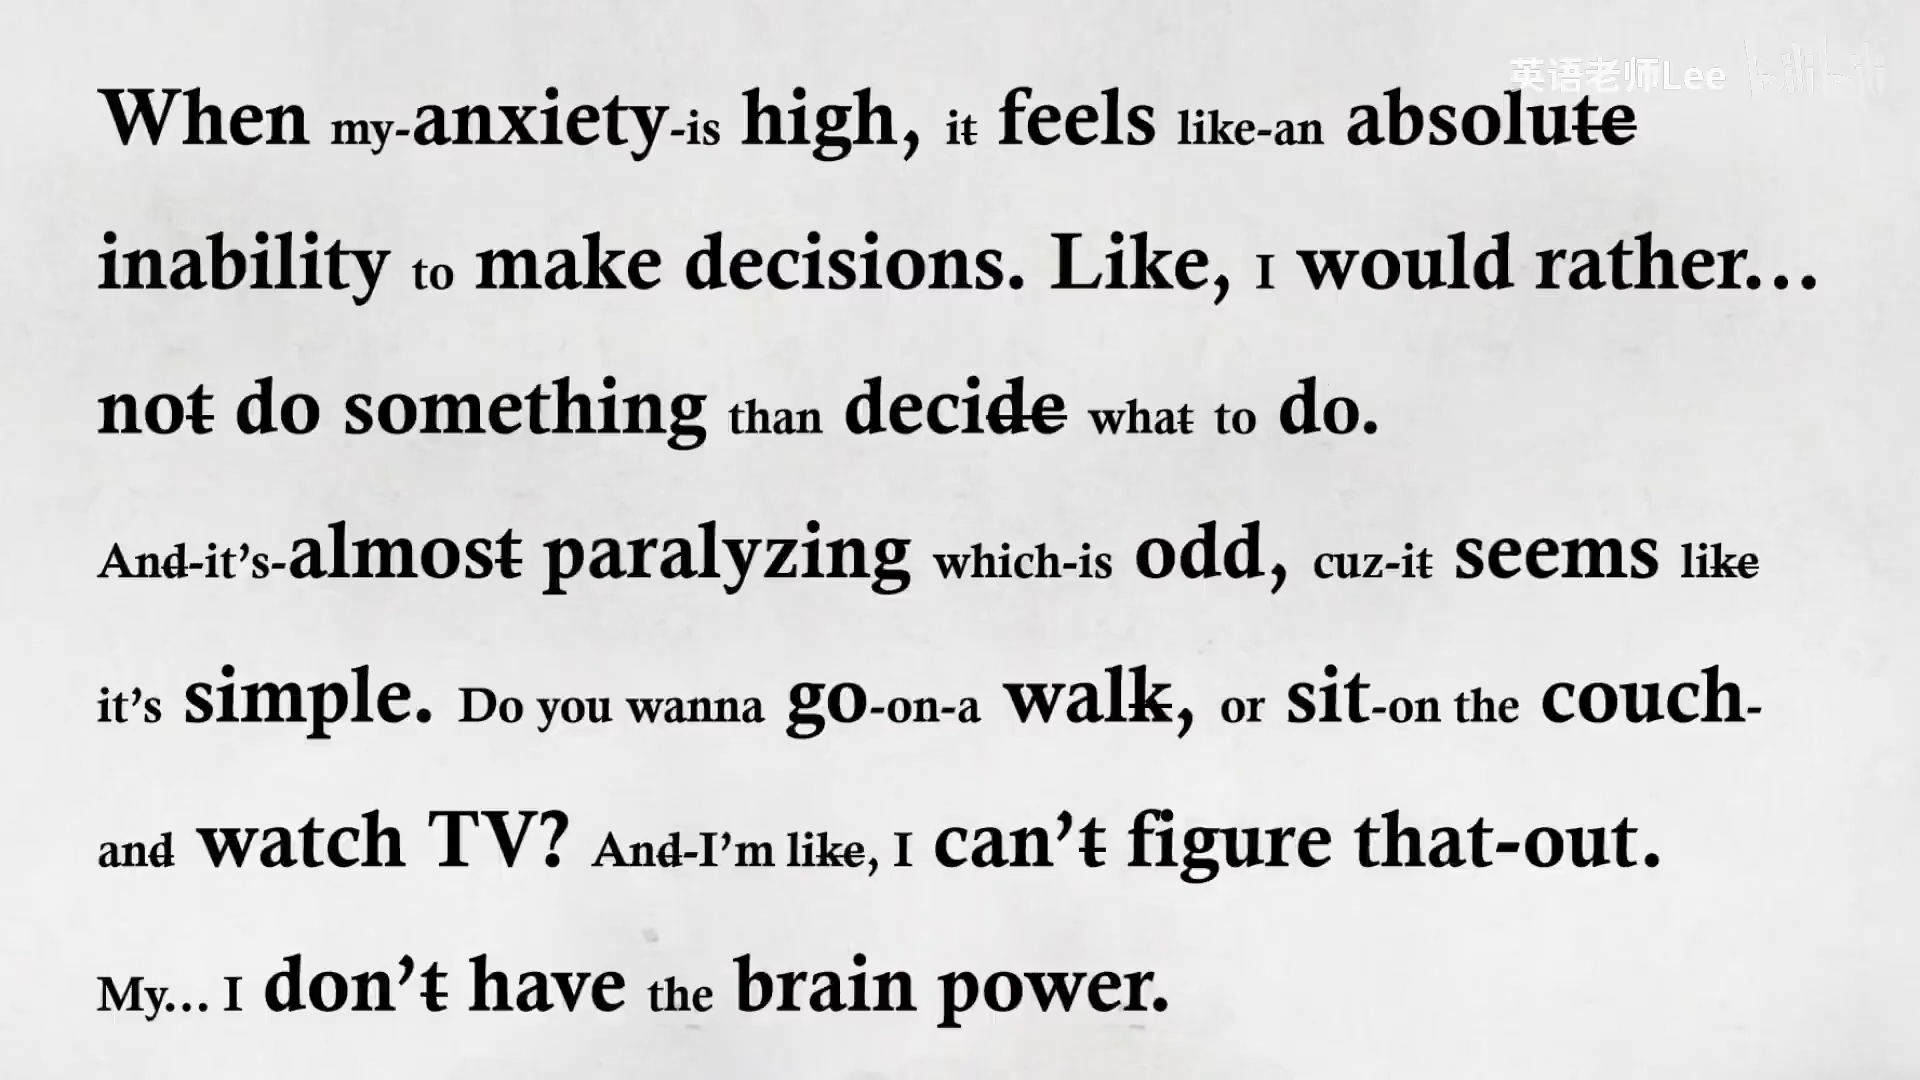 英语老师Lee bilibili
When my-anxiety-is high, it feels like-an absolute
inability to make decisions. Like, I would rather...
not do something than decide what to do.
And-it's-almost paralyzing which-is odd, cuz-it seems like
it's simple. Do you wanna go-on-a walk, or sit-on the couch-
and watch TV? And-I'm like, I can't figure that-out.
My... I don't have the brain power.